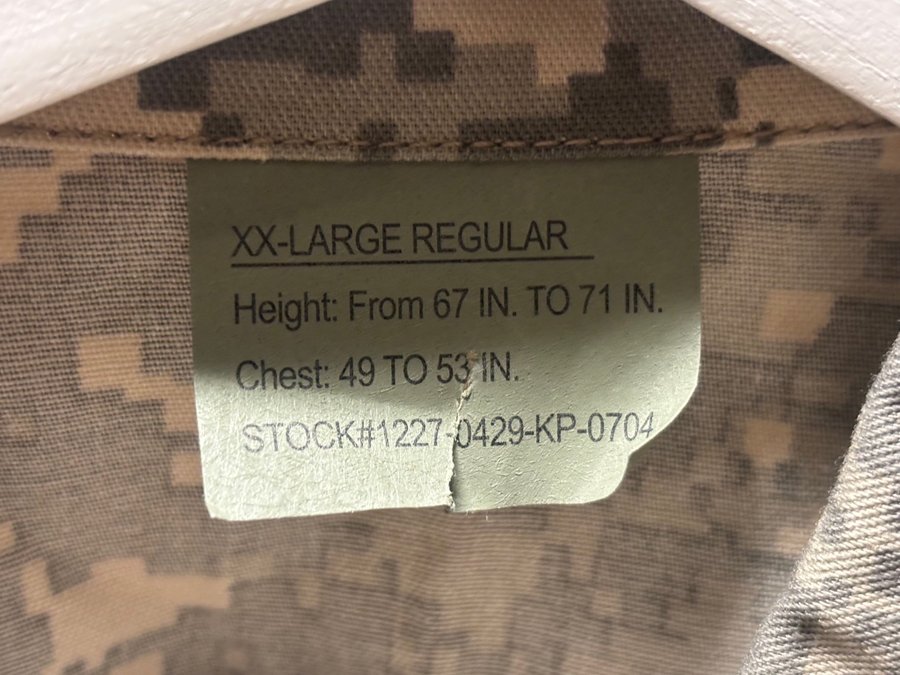 XX-LARGE REGULAR
Height: From 67 IN. TO 71 IN.
Chest: 49 TO 53 IN.
STOCK#1227-0429-KP-0704